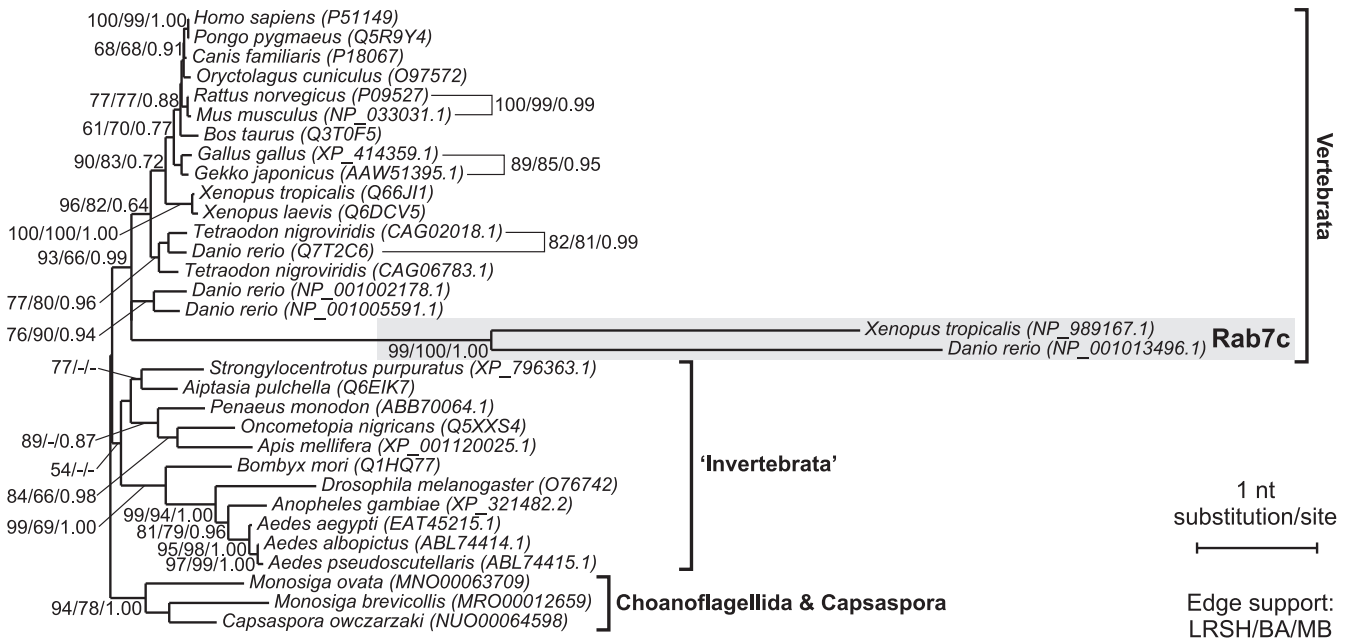 100/99/1.00
Homo sapiens (P51149)
Pongo pygmaeus (Q5R9Y4)
68/68/0.91
Canis familiaris (P18067)
Oryctolagus cuniculus (O97572)
77/77/0.88
Rattus norvegicus (P09527)
100/99/0.99
Mus musculus (NP_033031.1)
61/70/0.77
Bos taurus (Q3T0F5)
90/83/0.72
Gallus gallus (XP_414359.1)
89/85/0.95
Gekko japonicus (AAW51395.1)
Xenopus tropicalis (Q66JI1)
96/82/0.64
Xenopus laevis (Q6DCV5)
100/100/1.00
Tetraodon nigroviridis (CAG02018.1)
82/81/0.99
93/66/0.99
Danio rerio (Q7T2C6)
Tetraodon nigroviridis (CAG06783.1)
77/80/0.96
Danio rerio (NP_001002178.1)
Danio rerio (NP_001005591.1)
76/90/0.94
Xenopus tropicalis (NP_989167.1)
99/100/1.00
Danio rerio (NP_001013496.1)
Rab7c
Vertebrata
77/-/-
Strongylocentrotus purpuratus (XP_796363.1)
Aiptasia pulchella (Q6EIK7)
Penaeus monodon (ABB70064.1)
89/-/0.87
Oncometopia nigricans (Q5XXS4)
Apis mellifera (XP_001120025.1)
54/-/-
Bombyx mori (Q1HQ77)
84/66/0.98
Drosophila melanogaster (O76742)
99/69/1.00
99/94/1.00
Anopheles gambiae (XP_321482.2)
81/79/0.96
Aedes aegypti (EAT45215.1)
95/98/1.00
Aedes albopictus (ABL74414.1)
97/99/1.00
Aedes pseudoscutellaris (ABL74415.1)
‘Invertebrata’
Monosiga ovata (MNO00063709)
94/78/1.00
Monosiga brevicollis (MRO00012659)
Capsaspora owczarzaki (NUO00064598)
Choanoflagellida & Capsaspora
1 nt
substitution/site
Edge support:
LRSH/BA/MB